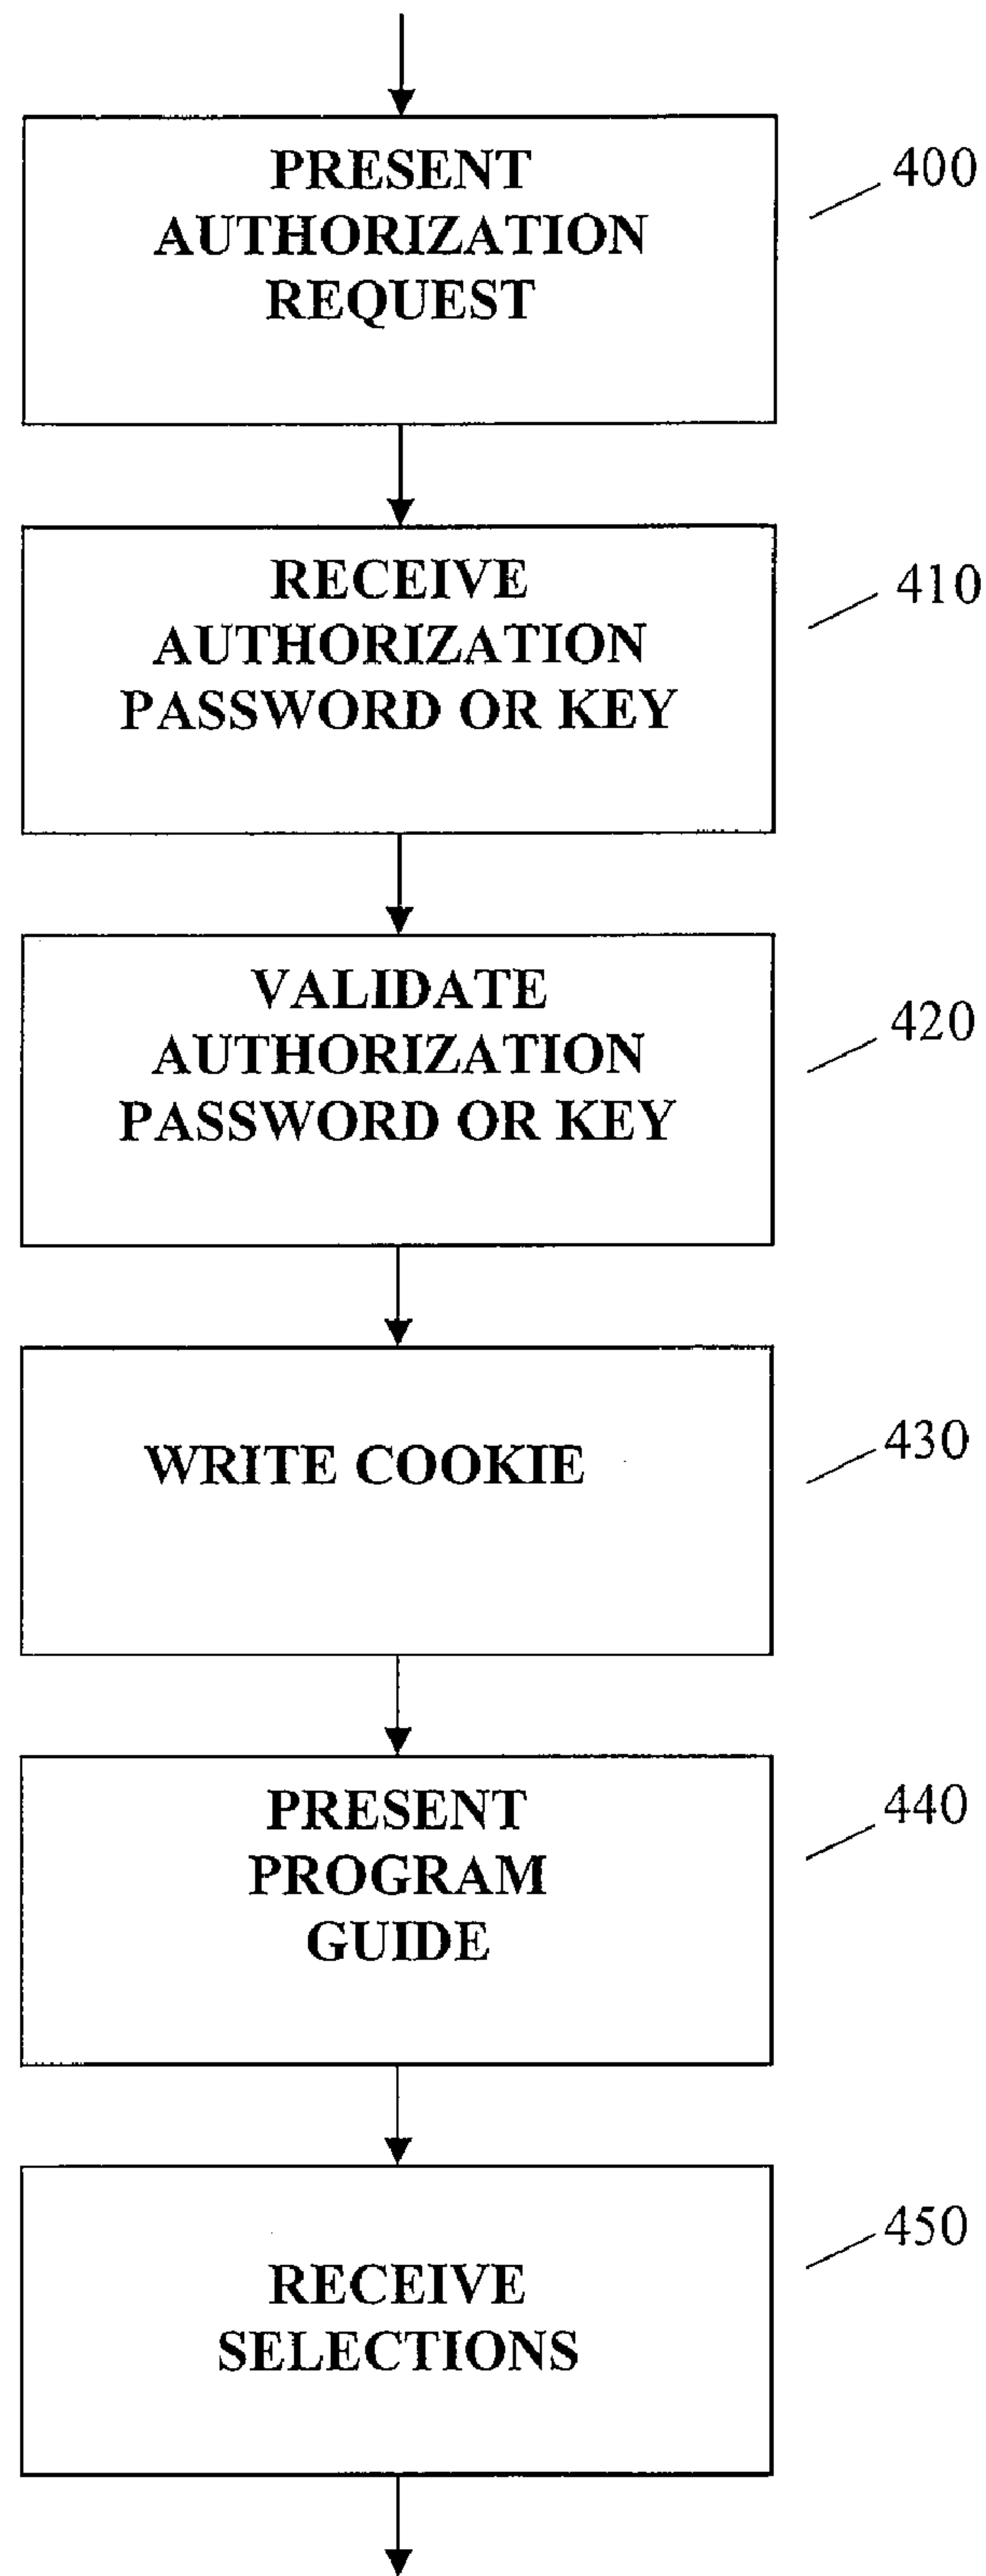 PRESENT
AUTHORIZATION
REQUEST
400
RECEIVE
AUTHORIZATION
PASSWORD OR KEY
410
VALIDATE
AUTHORIZATION
PASSWORD OR KEY
420
WRITE COOKIE
430
PRESENT
PROGRAM
GUIDE
440
RECEIVE
SELECTIONS
450